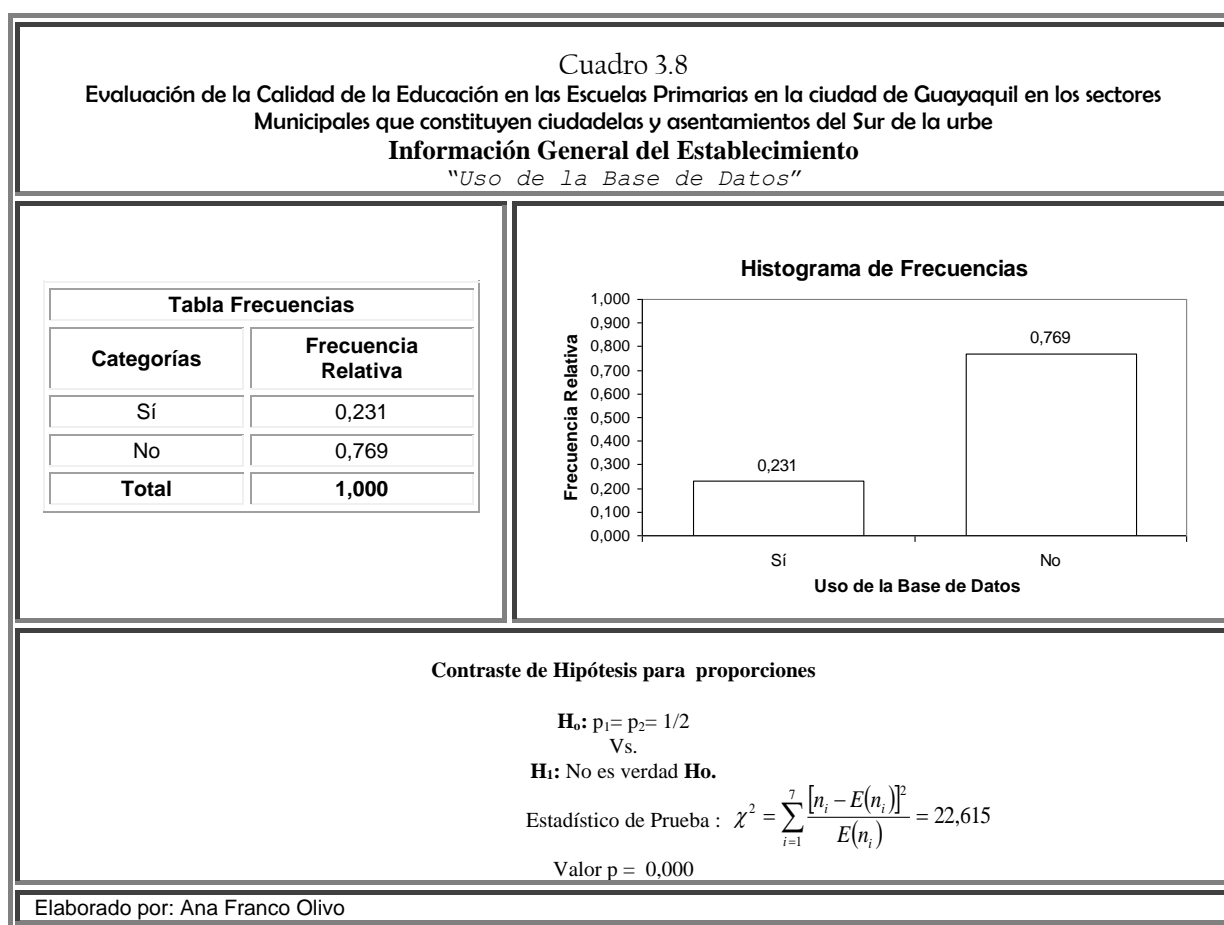 Cuadro 3.8
Evaluación de la Calidad de la Educación en las Escuelas Primarias en la ciudad de Guayaquil en los sectores
Municipales que constituyen ciudadelas y asentamientos del Sur de la urbe
Información General del Establecimiento
"Uso de la Base de Datos"
Tabla Frecuencias
Categorías Frecuencia Relativa
Sí 0,231
No 0,769
Total 1,000
Histograma de Frecuencias
1,000
0,900
0,800
0,700
0,600
0,500
0,400
0,300
0,200
0,100
0,000
Frecuencia Relativa
0,231
0,769
Sí No
Uso de la Base de Datos
Contraste de Hipótesis para proporciones
Ho: p1= p2= 1/2
Vs.
H1: No es verdad Ho.
Estadístico de Prueba : χ² = ∑_{i=1}^{7} [n_i − E(n_i)]² / E(n_i) = 22,615
Valor p = 0,000
Elaborado por: Ana Franco Olivo